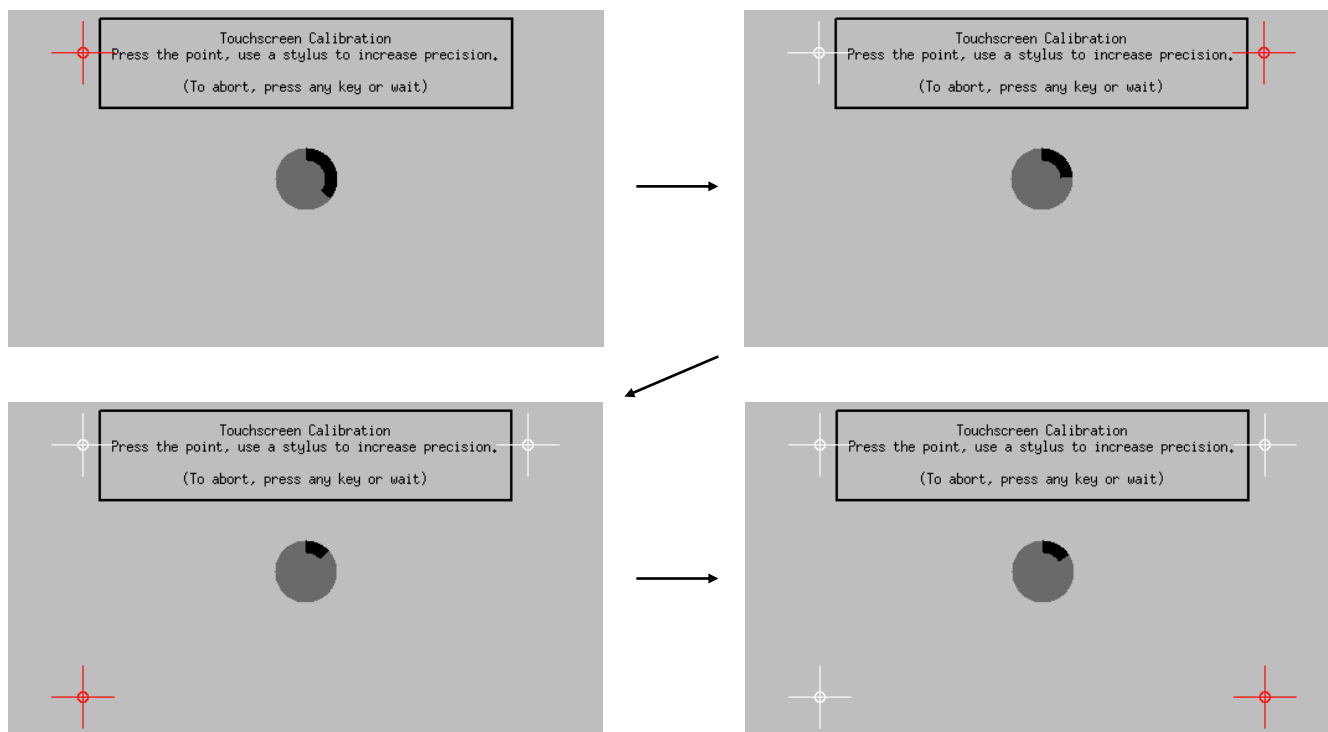 Touchscreen Calibration
Press the point, use a stylus to increase precision.
(To abort, press any key or wait)
Touchscreen Calibration
Press the point, use a stylus to increase precision.
(To abort, press any key or wait)
Touchscreen Calibration
Press the point, use a stylus to increase precision.
(To abort, press any key or wait)
Touchscreen Calibration
Press the point, use a stylus to increase precision.
(To abort, press any key or wait)